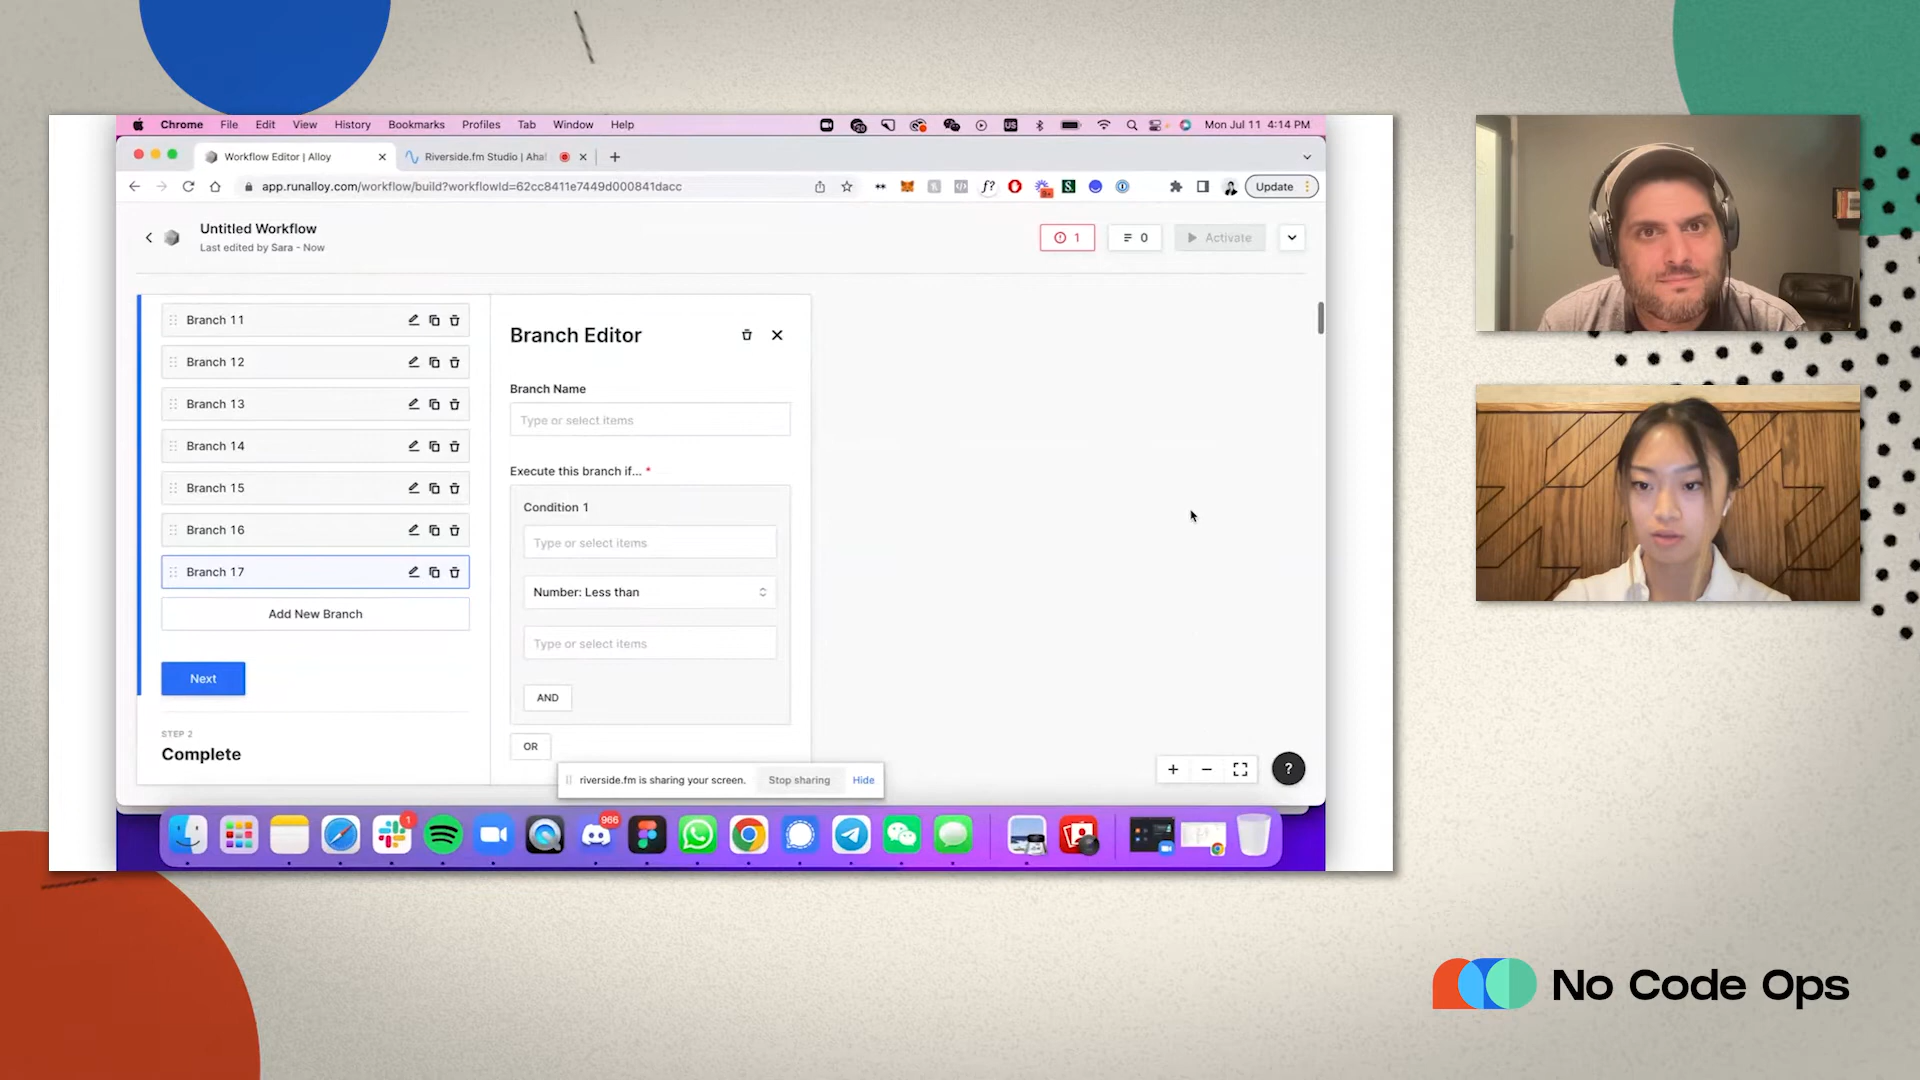 Chrome File Edit View History Bookmarks Profiles Tab Window Help
20
US
Mon Jul 11 4:14 PM
Workflow Editor | Alloy
Riverside.fm Studio | Aha!
app.runalloy.com/workflow/build?workflowId=62cc8411e7449d000841dacc
f?
9+
S
Update
Untitled Workflow
Last edited by Sara - Now
1
0
Activate
Branch 11
Branch 12
Branch 13
Branch 14
Branch 15
Branch 16
Branch 17
Add New Branch
Next
STEP 2
Complete
Branch Editor
Branch Name
Type or select items
Execute this branch if... *
Condition 1
Type or select items
Number: Less than
Type or select items
AND
OR
riverside.fm is sharing your screen.
Stop sharing
Hide
?
1
966
No Code Ops